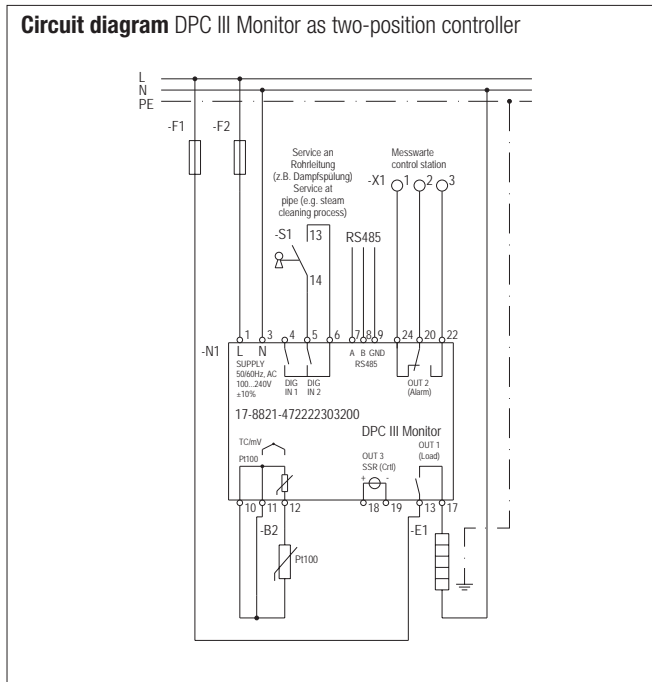 Circuit diagram DPC III Monitor as two-position controller
L
N
PE
-F1
-F2
Service an
Rohrleitung
(z.B. Dampfspülung)
Service at
pipe (e.g. steam
cleaning process)
Messwarte
control station
-X1 1 2 3
-S1 13
14
RS485
1 3 4 5 6 7 8 9 24 20 22
-N1
L N
A B GND
RS485
SUPPLY
50/60Hz, AC
100...240V
±10%
DIG
IN 1
DIG
IN 2
OUT 2
(Alarm)
17-8821-472222303200
DPC III Monitor
TC/mV
Pt100
OUT 3
SSR (Crtl)
+ -
OUT 1
(Load)
10 11 12 18 19 13 17
-B2
-E1
Pt100